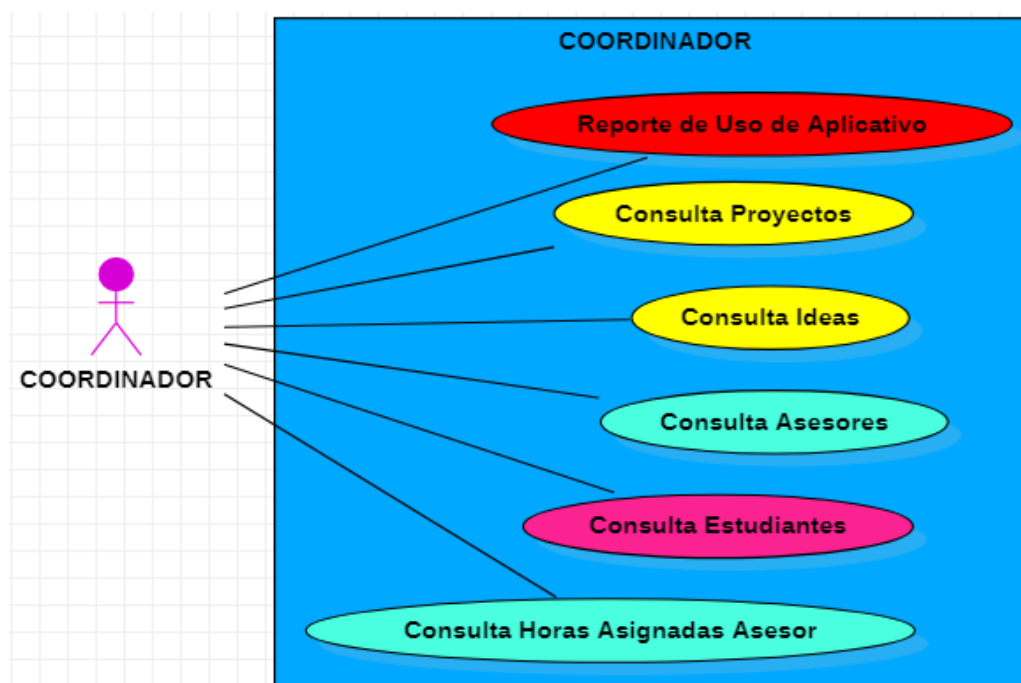 COORDINADOR
Reporte de Uso de Aplicativo
Consulta Proyectos
Consulta Ideas
COORDINADOR
Consulta Asesores
Consulta Estudiantes
Consulta Horas Asignadas Asesor